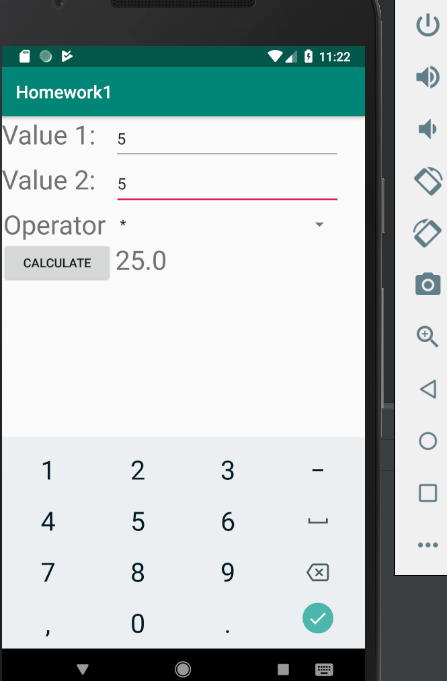 11:22
Homework1
Value 1: 5
Value 2: 5
Operator *
CALCULATE 25.0
1 2 3 -
4 5 6
7 8 9
, 0 .